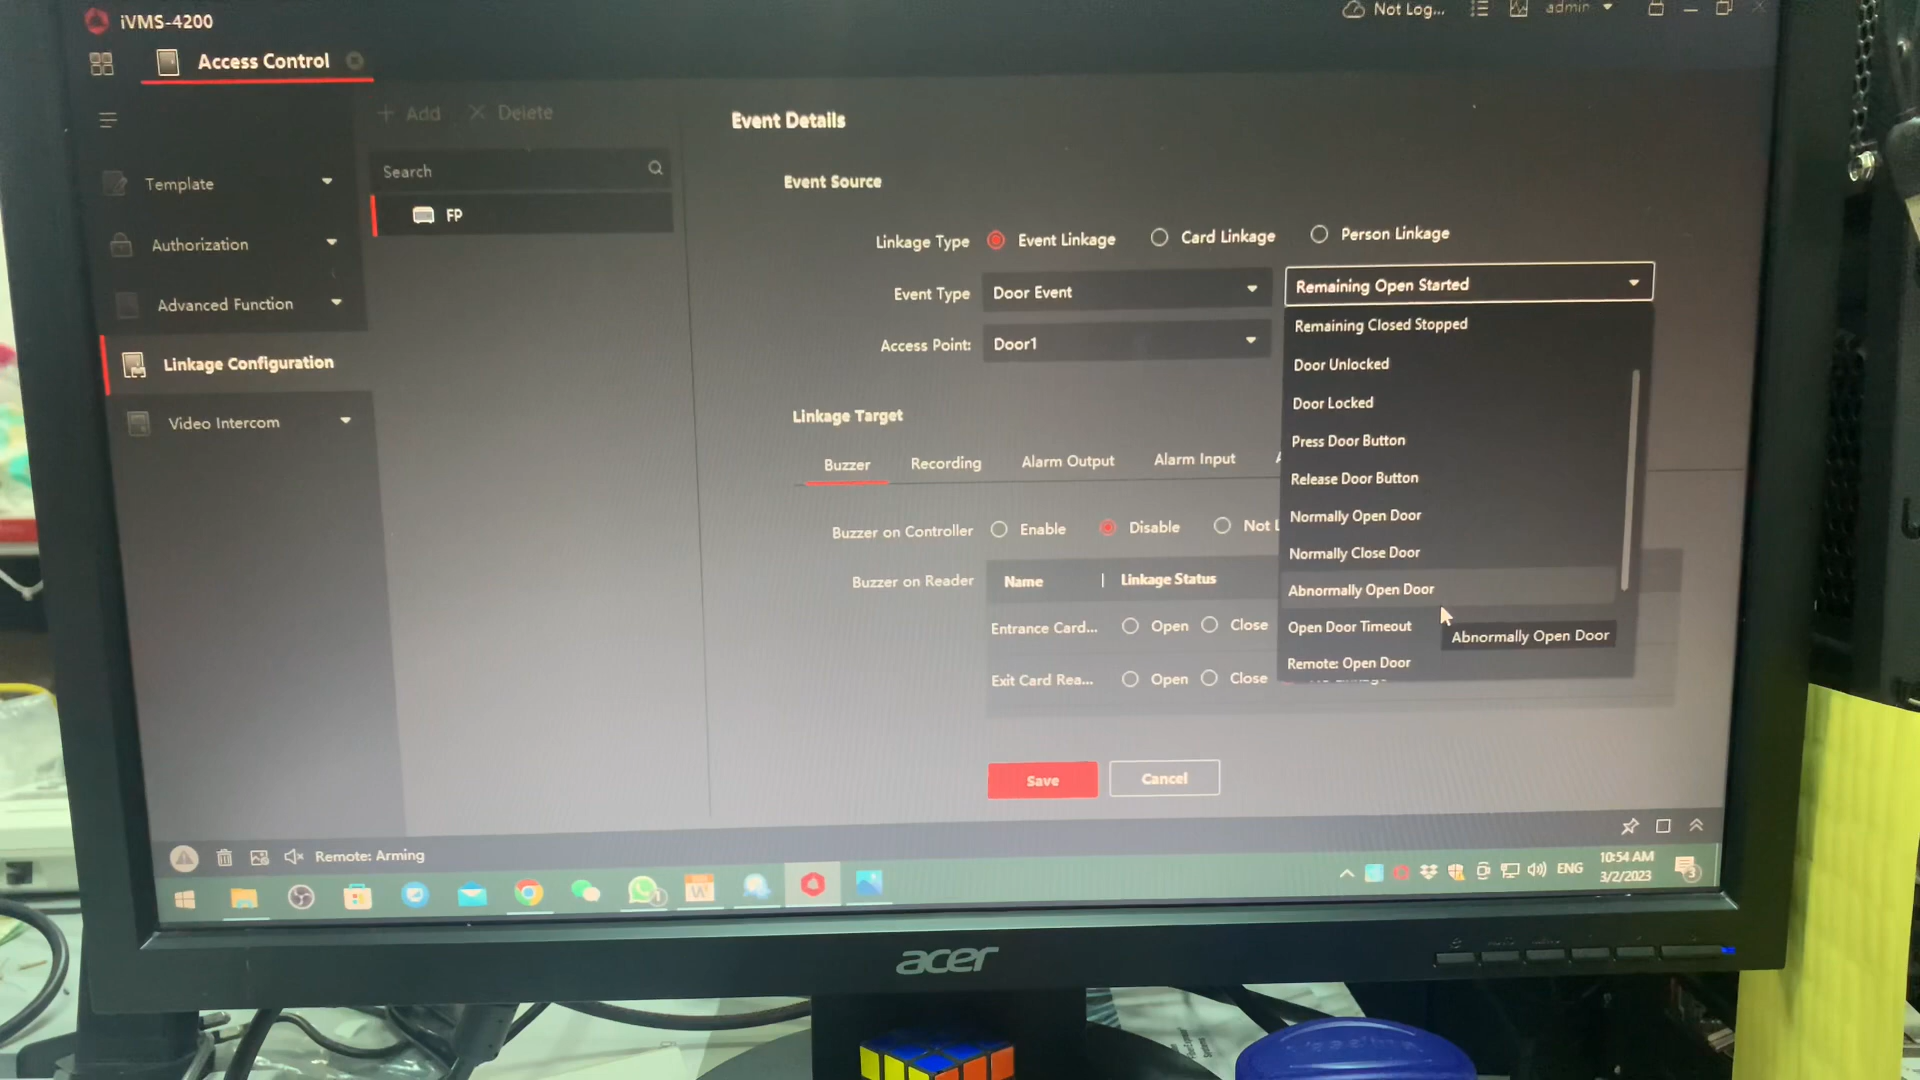 iVMS-4200
Not Log...
admin
Access Control
Add
Delete
Event Details
Search
FP
Template
Authorization
Advanced Function
Linkage Configuration
Video Intercom
Event Source
Linkage Type
Event Linkage
Card Linkage
Person Linkage
Event Type
Door Event
Remaining Open Started
Access Point:
Door1
Remaining Closed Stopped
Door Unlocked
Door Locked
Press Door Button
Release Door Button
Normally Open Door
Normally Close Door
Abnormally Open Door
Open Door Timeout
Abnormally Open Door
Remote: Open Door
Linkage Target
Buzzer
Recording
Alarm Output
Alarm Input
Buzzer on Controller
Enable
Disable
Not L
Buzzer on Reader
Name
Linkage Status
Entrance Card...
Open
Close
Exit Card Rea...
Open
Close
Save
Cancel
Remote: Arming
ENG
10:54 AM
3/2/2023
3
acer